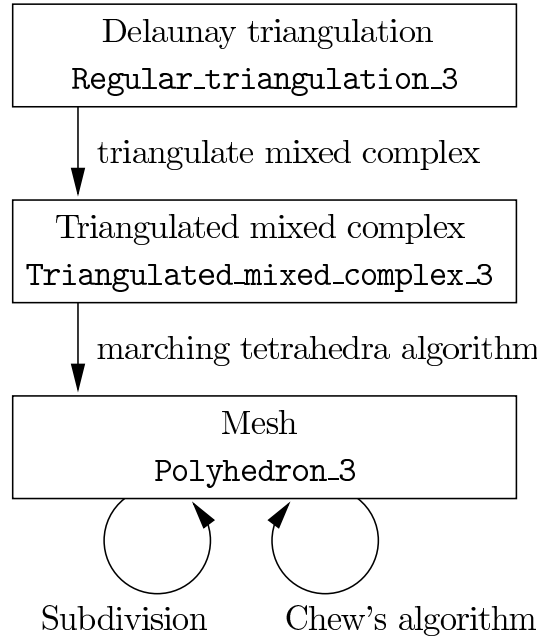 Delaunay triangulation
Regular_triangulation_3
triangulate mixed complex
Triangulated mixed complex
Triangulated_mixed_complex_3
marching tetrahedra algorithm
Mesh
Polyhedron_3
Subdivision
Chew's algorithm